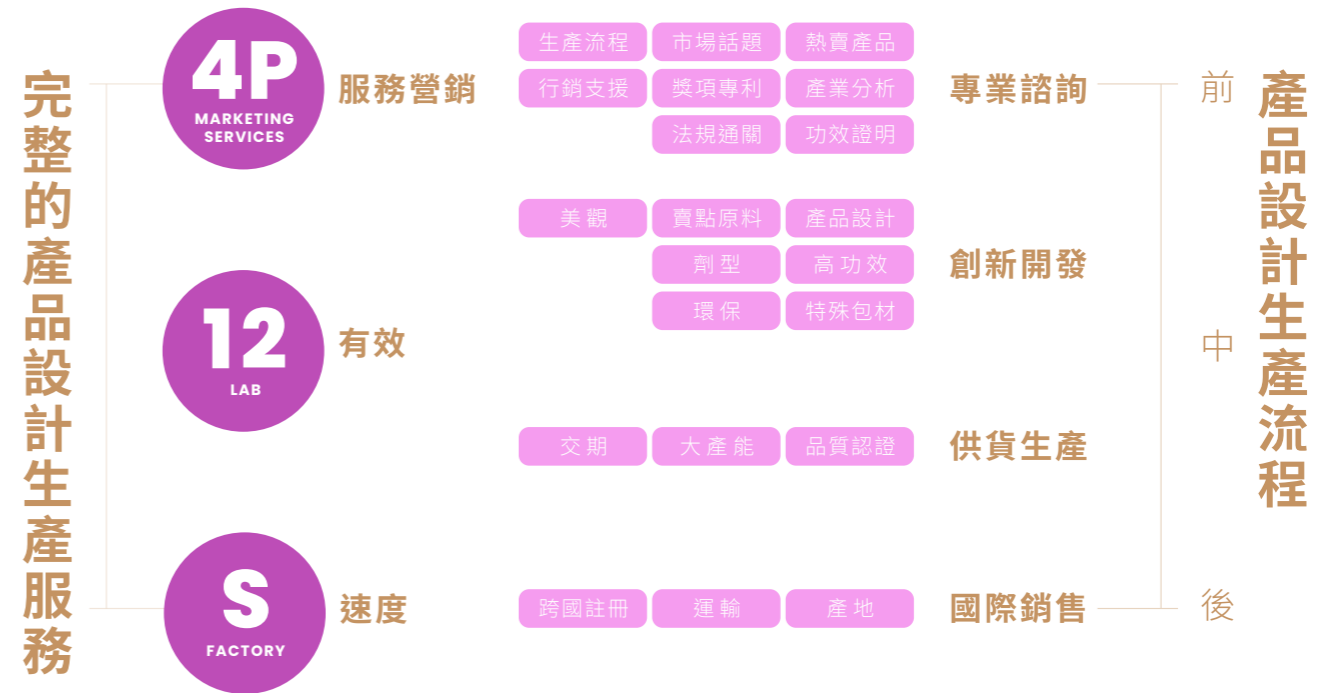 完整的產品設計生產服務
4P
MARKETING
SERVICES
服務營銷
生產流程 市場話題 熱賣產品
行銷支援 獎項專利 產業分析
法規通關 功效證明
專業諮詢
前
美觀 賣點原料 產品設計
劑型 高功效
環保 特殊包材
創新開發
12
LAB
有效
中
交期 大產能 品質認證
供貨生產
S
FACTORY
速度
跨國註冊 運輸 產地
國際銷售
後
產品設計生產流程